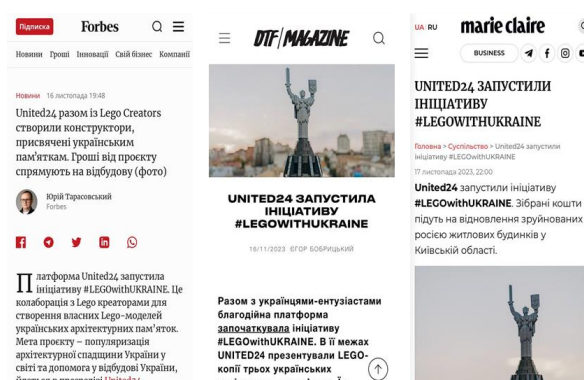 Підписка
Forbes
Новини Гроші Інновації Свій бізнес Компанії
Новини 16 листопада 19:48
United24 разом із Lego Creators
створили конструктори,
присвячені українським
пам'яткам. Гроші від проєкту
спрямують на відбудову (фото)
Юрій Тарасовський
Forbes
Платформа United24 запустила
ініціативу #LEGOwithUKRAINE. Це
колаборація з Lego креаторами для
створення власних Lego-моделей
українських архітектурних пам'яток.
Мета проєкту – популяризація
архітектурної спадщини України у
світі та допомога у відбудові України,
DTF/MAGAZINE
UNITED24 ЗАПУСТИЛА
ІНІЦІАТИВУ
#LEGOWITHUKRAINE
16/11/2023 ЄГОР БОБРИЦЬКИЙ
Разом з українцями-ентузіастами
благодійна платформа
започаткувала ініціативу
#LEGOwithUKRAINE. В її межах
UNITED24 презентували LEGO-
копії трьох українських
UA RU
marie claire
BUSINESS
UNITED24 ЗАПУСТИЛИ
ІНІЦІАТИВУ
#LEGOWITHUKRAINE
Головна > Суспільство > United24 запустили
ініціативу #LEGOwithUKRAINE
17 листопада 2023, 22:00
United24 запустили ініціативу
#LEGOwithUKRAINE. Зібрані кошти
підуть на відновлення зруйнованих
росією житлових будинків у
Київській області.